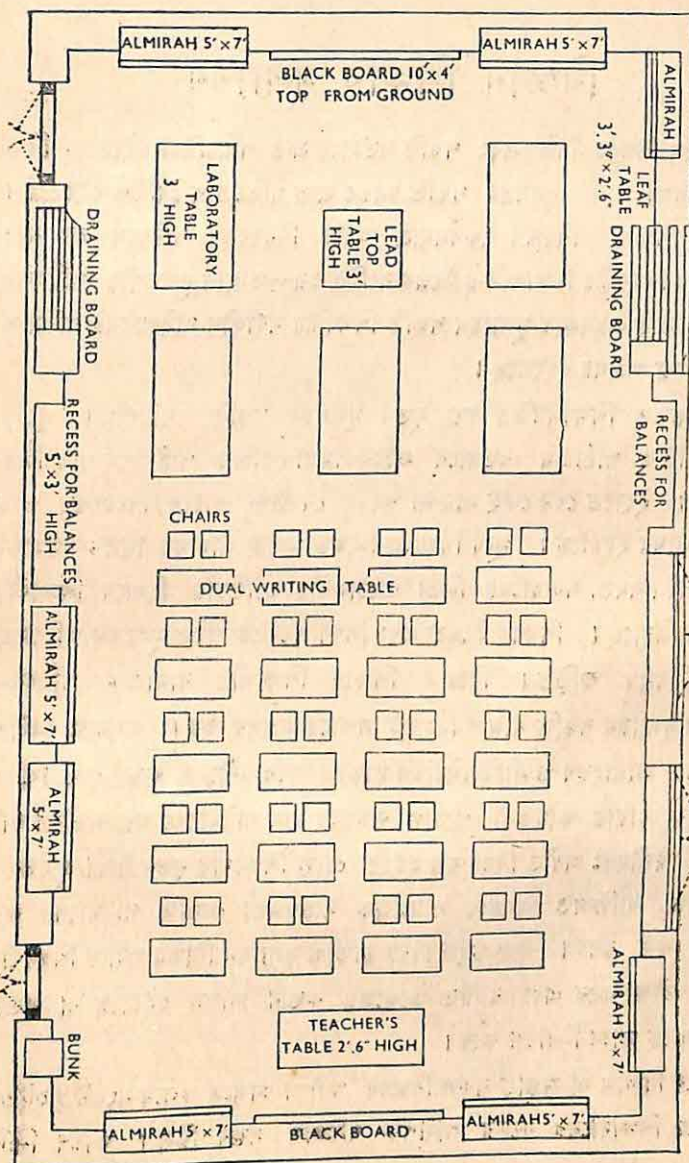 ALMIRAH 5' × 7'
ALMIRAH 5' × 7'
BLACK BOARD 10' × 4'
TOP FROM GROUND
ALMIRAH
LEAF
TABLE
3'. 3" × 2'. 6"
DRAINING BOARD
LABORATORY
TABLE
3' HIGH
LEAD
TOP
TABLE 3'
HIGH
DRAINING BOARD
RECESS FOR
BALANCES
RECESS FOR BALANCES
5' × 3' HIGH
CHAIRS
DUAL WRITING TABLE
ALMIRAH 5' × 7'
ALMIRAH
5' × 7'
ALMIRAH 5' × 7'
BUNK
TEACHER'S
TABLE 2'. 6" HIGH
ALMIRAH 5' × 7'
BLACK BOARD
ALMIRAH 5' × 7'